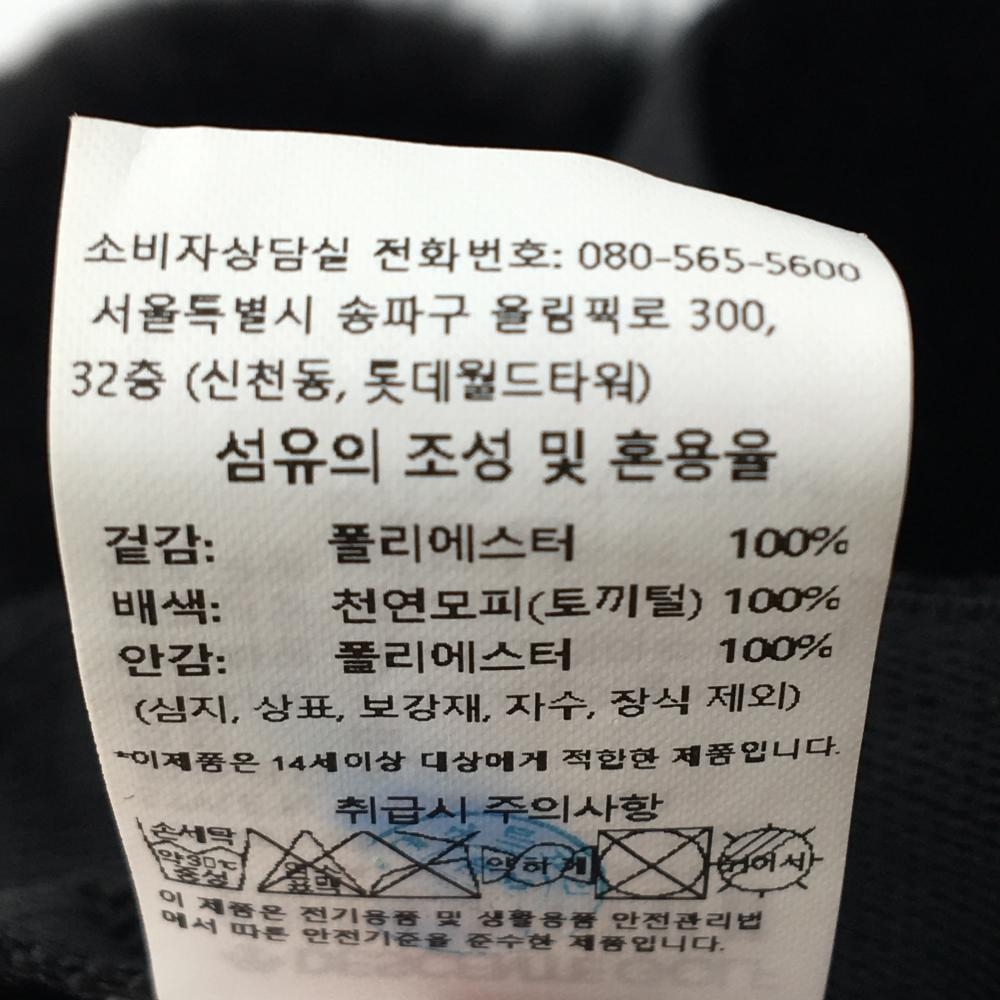 소비자상담실 전화번호: 080-565-5600
서울특별시 송파구 올림픽로 300,
32층 (신천동, 롯데월드타워)
섬유의 조성 및 혼용율
겉감: 폴리에스터 100%
배색: 천연모피(토끼털) 100%
안감: 폴리에스터 100%
(심지, 상표, 보강재, 자수, 장식 제외)
*이제품은 14세이상 대상에게 적합한 제품입니다.
취급시 주의사항
손세탁
약30℃
중성
염소
표백
약하게
뉘어서
이 제품은 전기용품 및 생활용품 안전관리법
에서 따른 안전기준을 준수한 제품입니다.